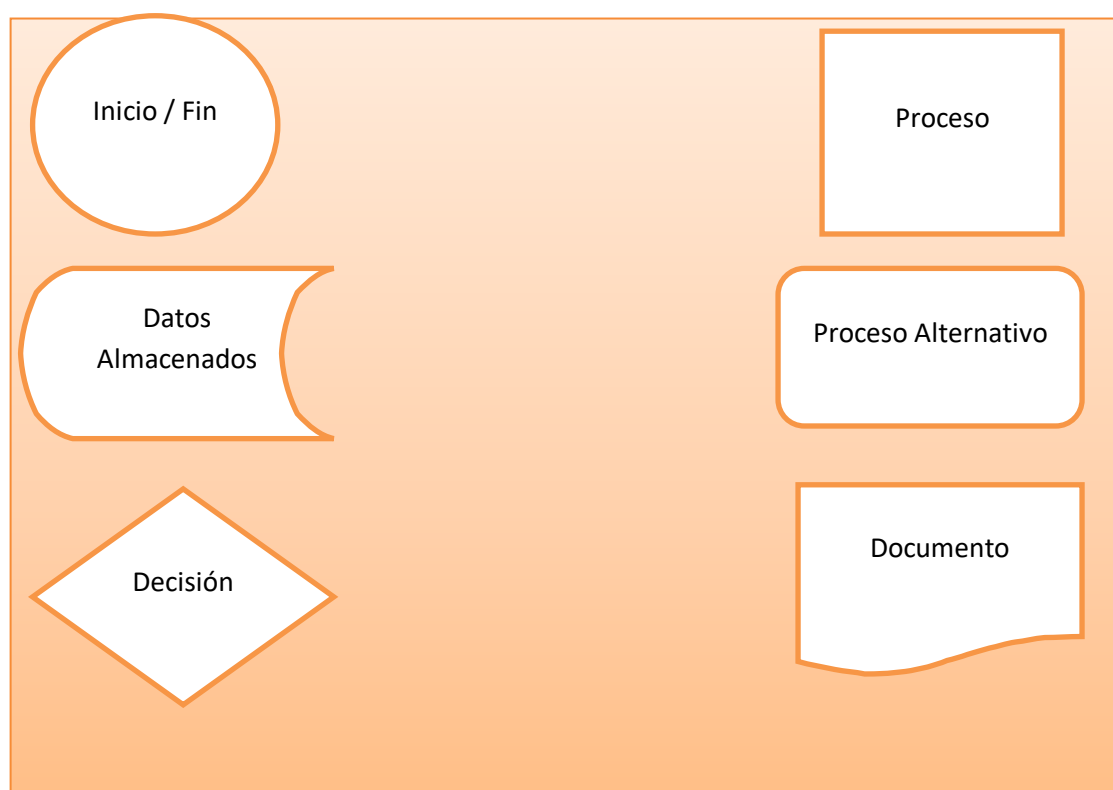 Inicio / Fin
Proceso
Datos
Almacenados
Proceso Alternativo
Decisión
Documento